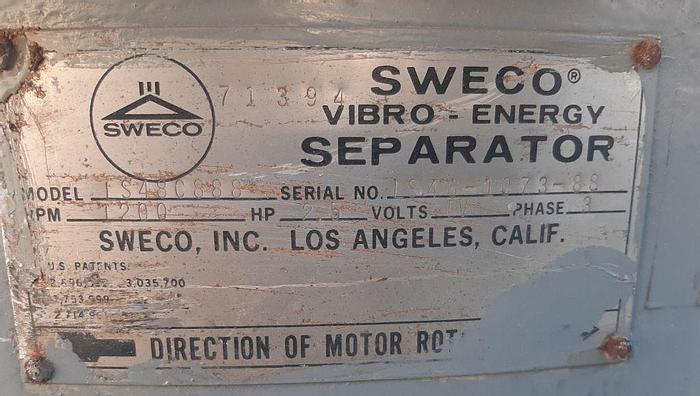 71394
SWECO
SWECO®
VIBRO - ENERGY
SEPARATOR
MODEL LS48C888 SERIAL NO.
RPM 1200 HP VOLTS PHASE 3
SWECO, INC. LOS ANGELES, CALIF.
U.S. PATENTS:
3,035,700
DIRECTION OF MOTOR